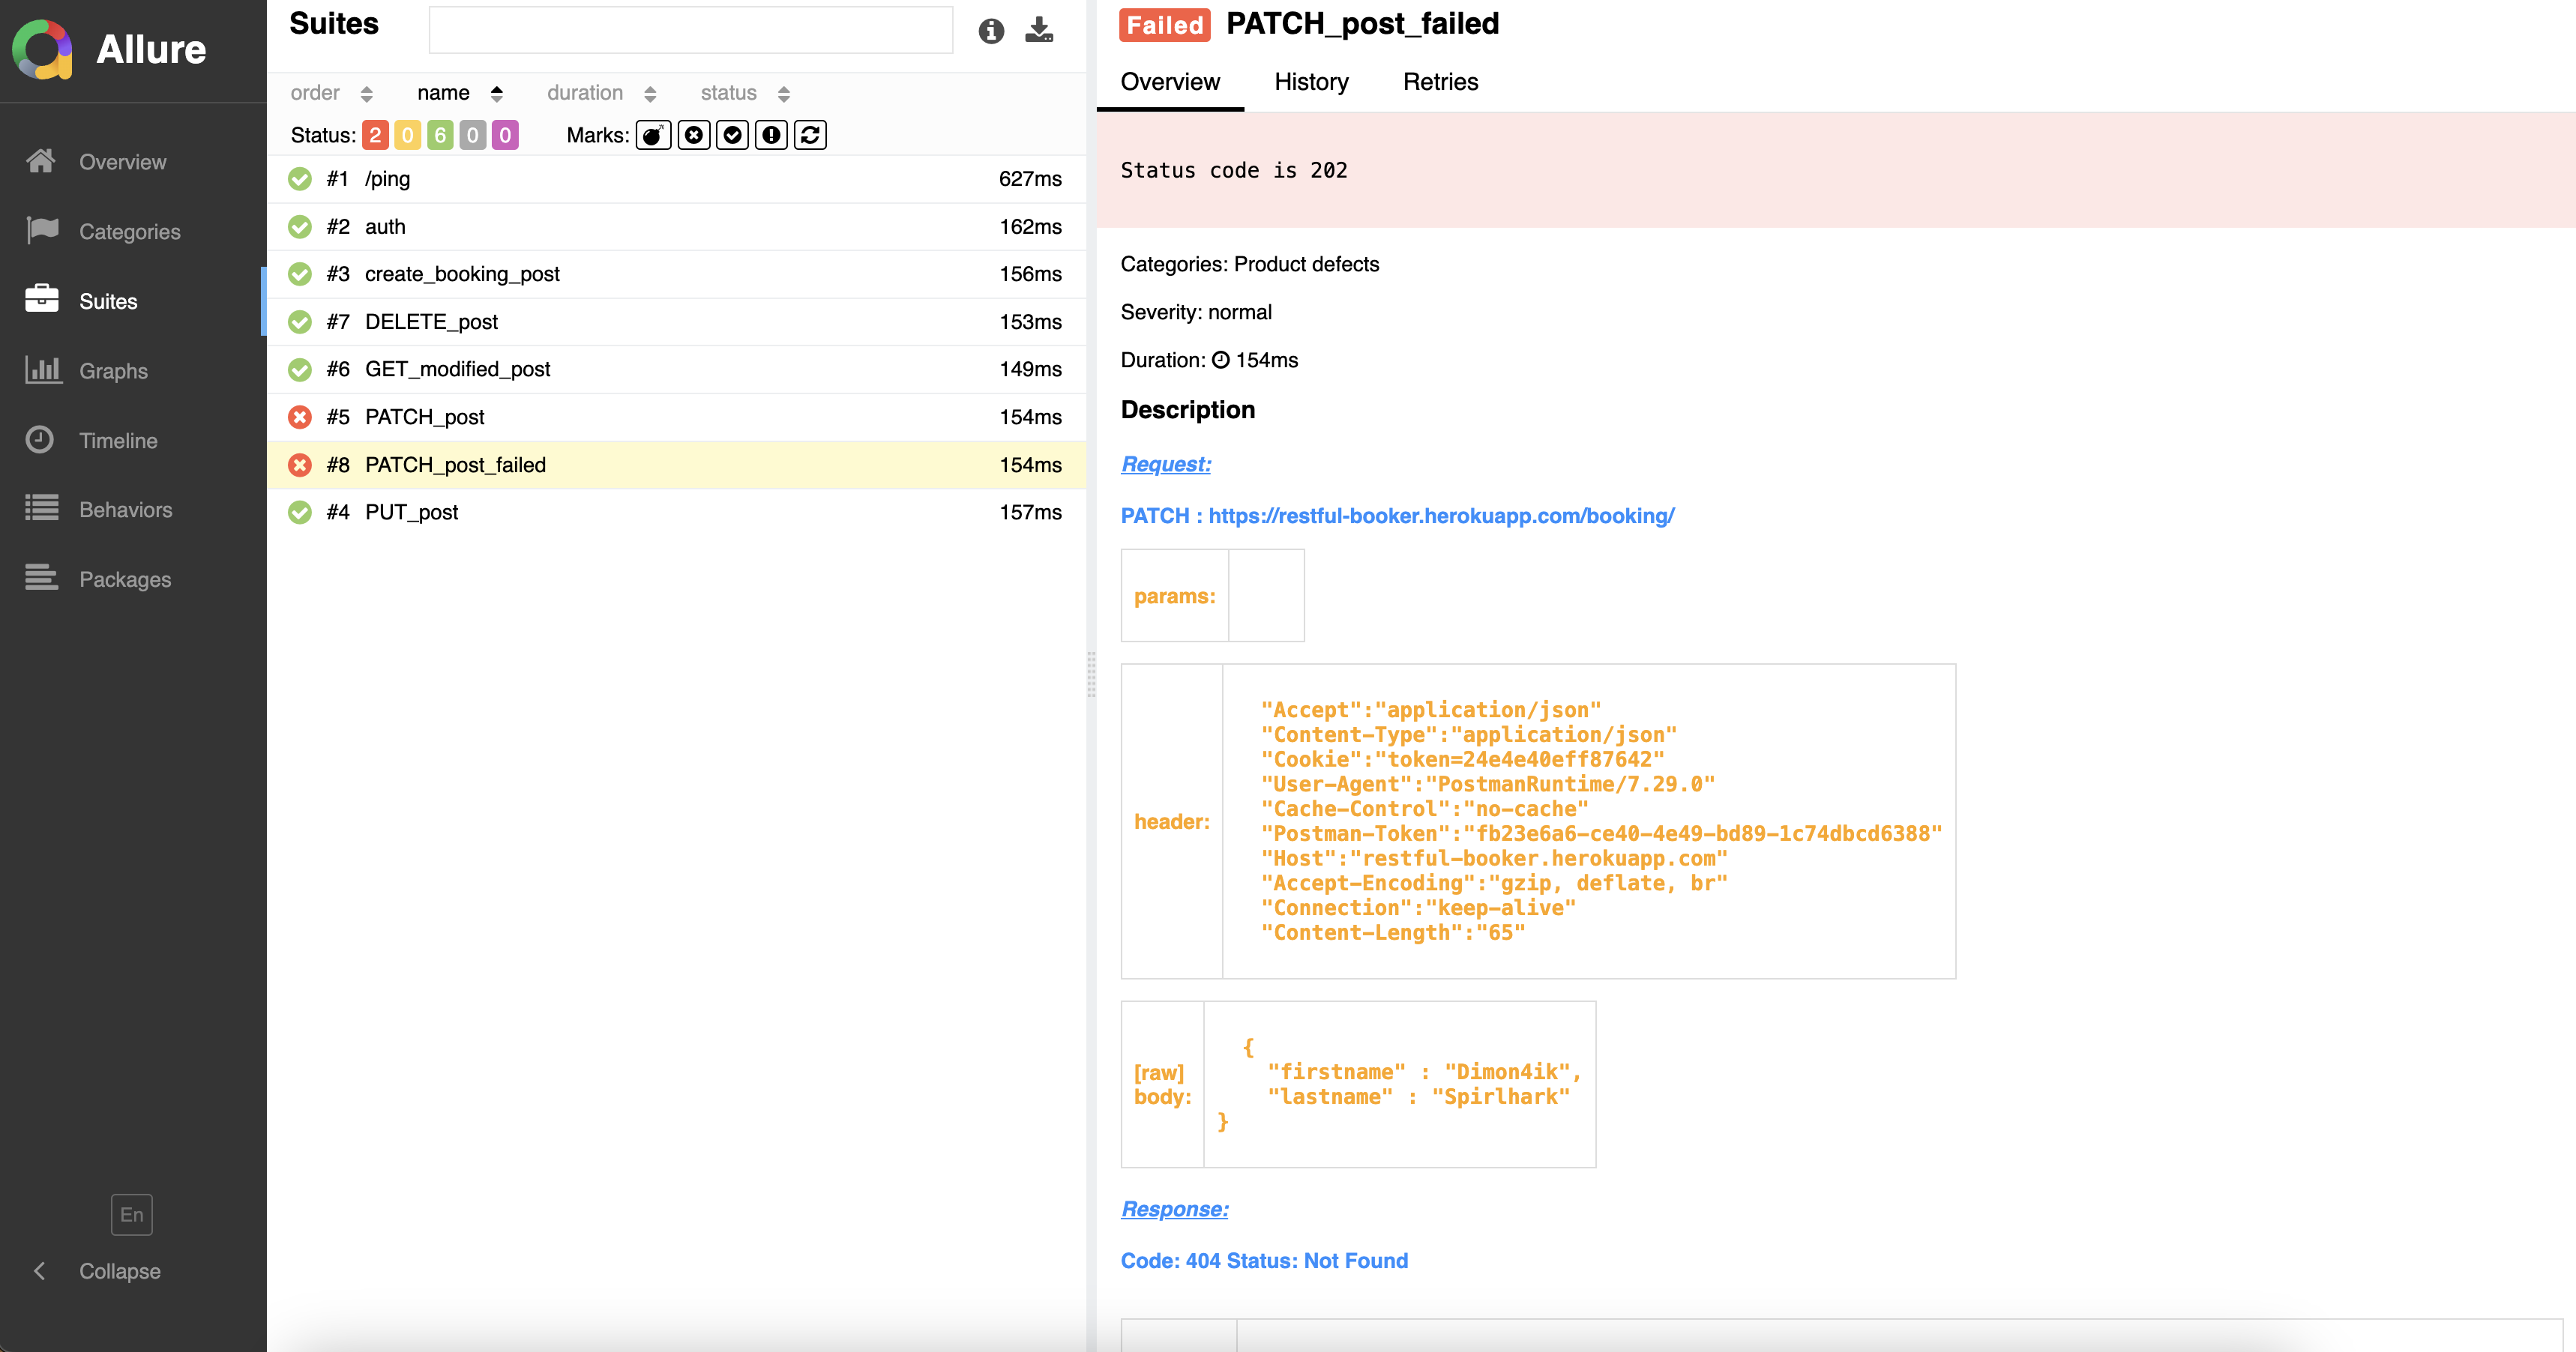 Allure
Overview
Categories
Suites
Graphs
Timeline
Behaviors
Packages
En
Collapse
Suites
order name duration status
Status: 2 0 6 0 0 Marks:
#1 /ping 627ms
#2 auth 162ms
#3 create_booking_post 156ms
#7 DELETE_post 153ms
#6 GET_modified_post 149ms
#5 PATCH_post 154ms
#8 PATCH_post_failed 154ms
#4 PUT_post 157ms
Failed PATCH_post_failed
Overview History Retries
Status code is 202
Categories: Product defects
Severity: normal
Duration: 154ms
Description
Request:
PATCH : https://restful-booker.herokuapp.com/booking/
params:
header:
"Accept":"application/json"
"Content-Type":"application/json"
"Cookie":"token=24e4e40eff87642"
"User-Agent":"PostmanRuntime/7.29.0"
"Cache-Control":"no-cache"
"Postman-Token":"fb23e6a6-ce40-4e49-bd89-1c74dbcd6388"
"Host":"restful-booker.herokuapp.com"
"Accept-Encoding":"gzip, deflate, br"
"Connection":"keep-alive"
"Content-Length":"65"
[raw]
body:
{
"firstname" : "Dimon4ik",
"lastname" : "Spirlhark"
}
Response:
Code: 404 Status: Not Found